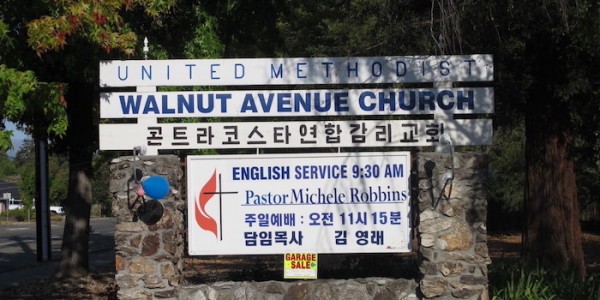 UNITED METHODIST
WALNUT AVENUE CHURCH
콘트라코스타연합감리교회
ENGLISH SERVICE 9:30 AM
Pastor Michele Robbins
주일예배 : 오전 11시 15분
담임목사 김 영래
GARAGE
SALE